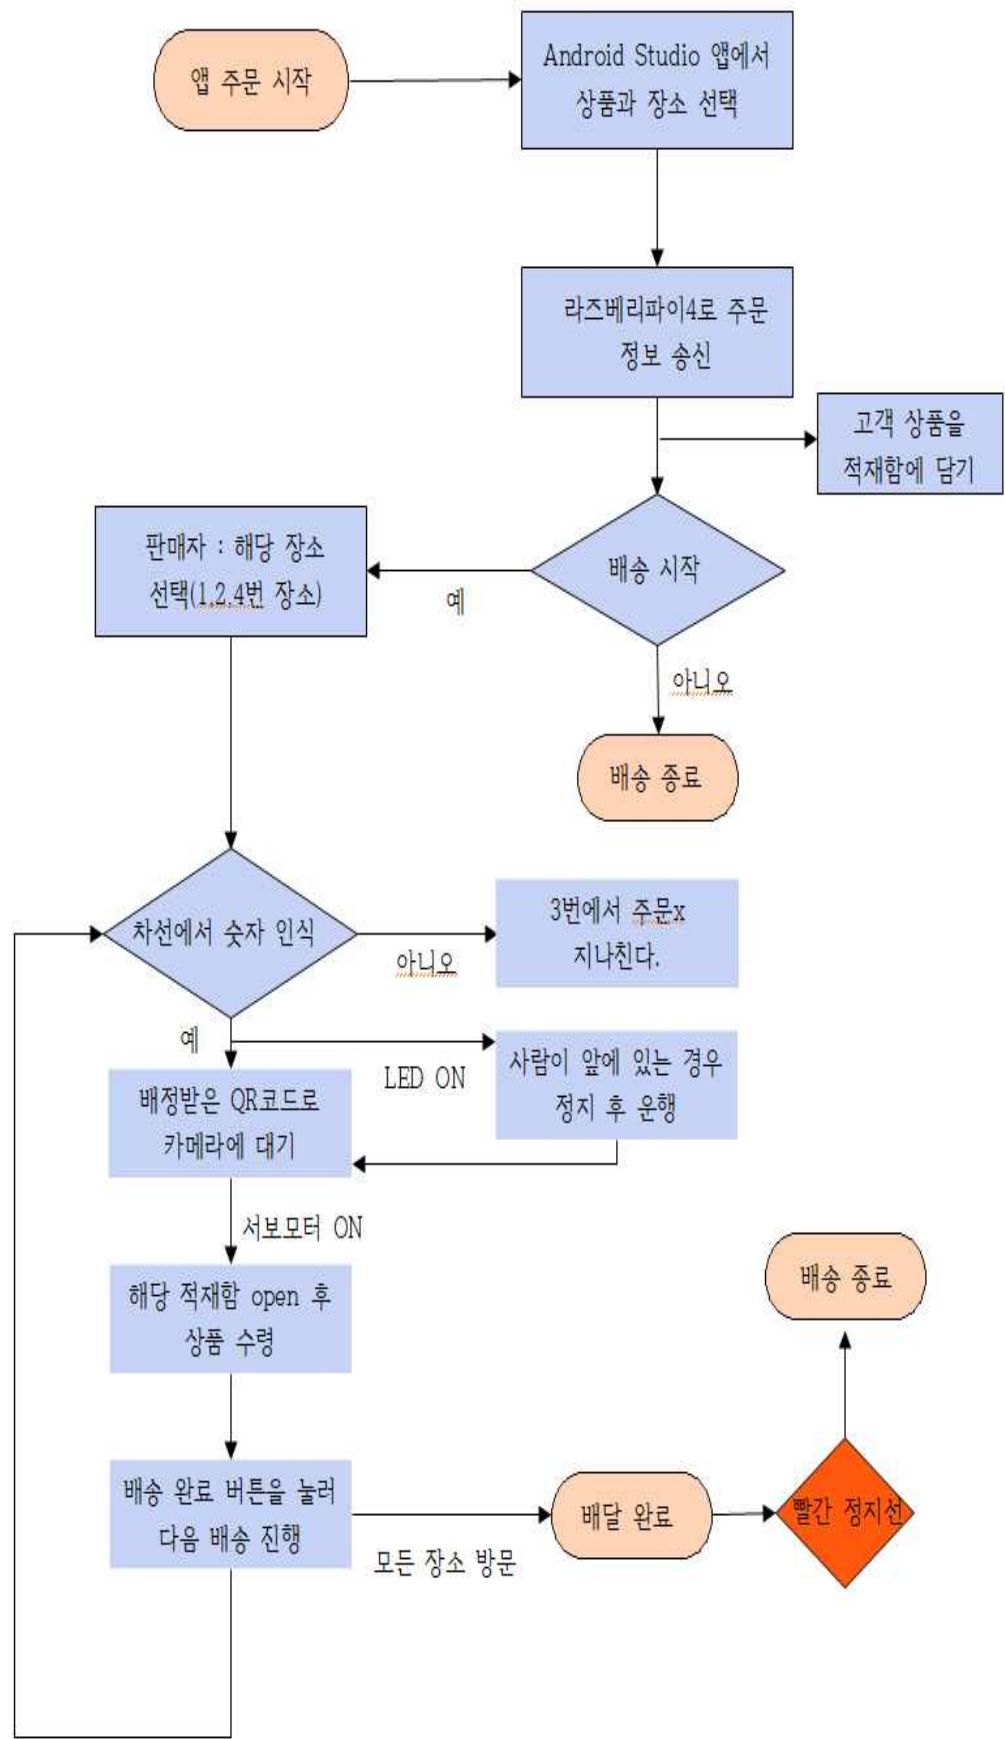 앱 주문 시작
Android Studio 앱에서
상품과 장소 선택
라즈베리파이4로 주문
정보 송신
고객 상품을
적재함에 담기
배송 시작
예
판매자 : 해당 장소
선택(1,2,4번 장소)
아니오
배송 종료
차선에서 숫자 인식
아니오
3번에서 주문x
지나친다.
예
LED ON
사람이 앞에 있는 경우
정지 후 운행
배정받은 QR코드로
카메라에 대기
서보모터 ON
해당 적재함 open 후
상품 수령
배송 종료
배송 완료 버튼을 눌러
다음 배송 진행
모든 장소 방문
배달 완료
빨간 정지선